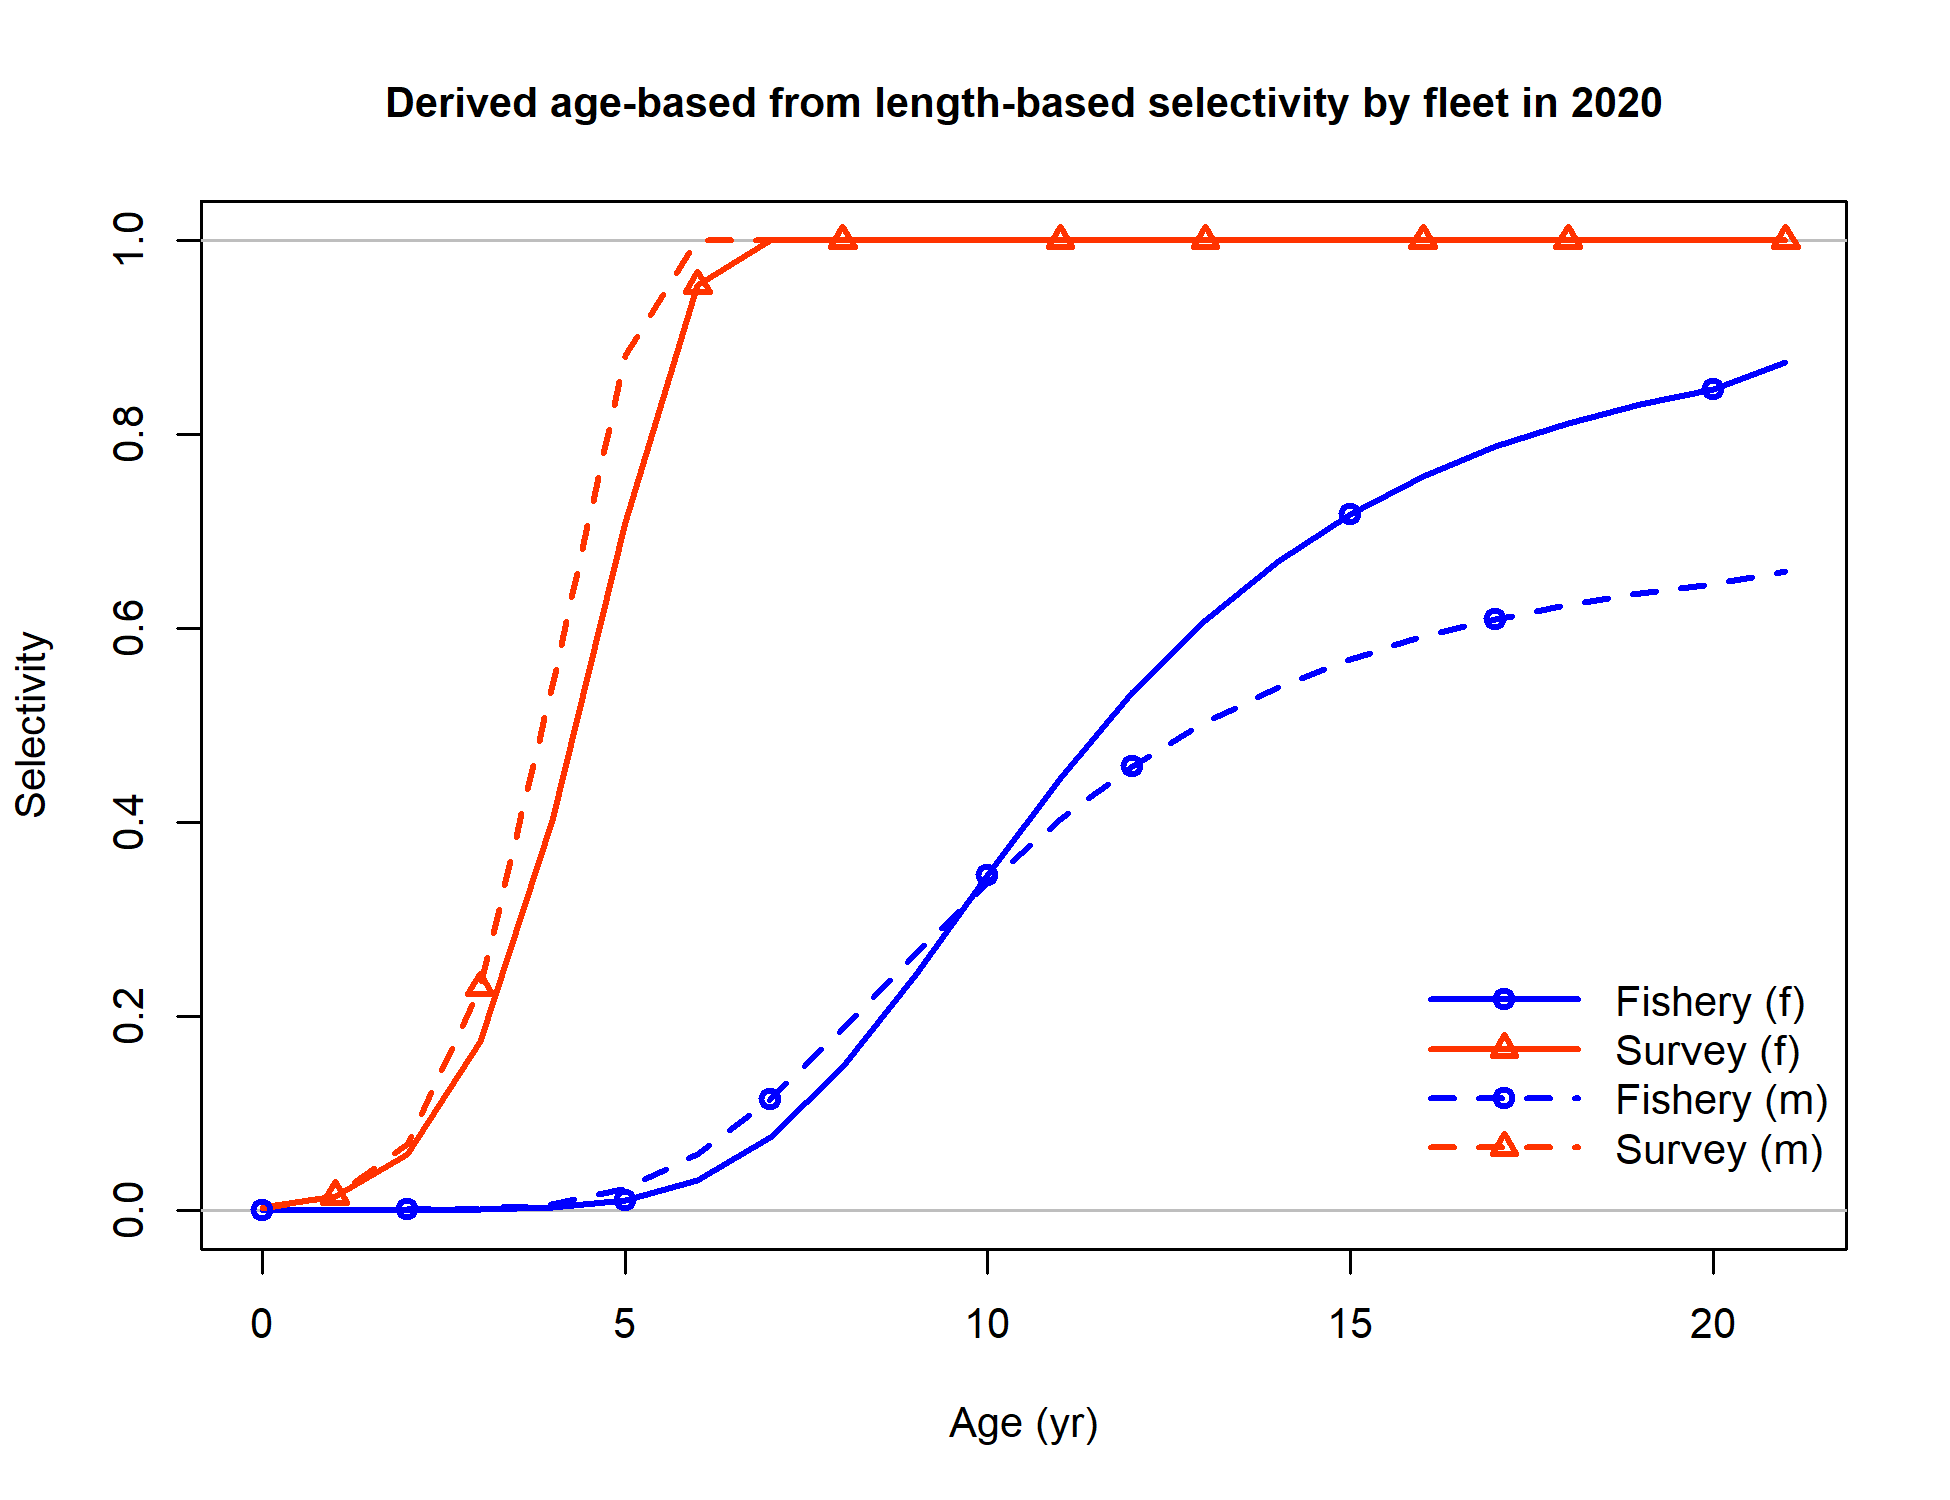 Derived age-based from length-based selectivity by fleet in 2020
1.0
0.8
0.6
0.4
0.2
0.0
Selectivity
Fishery (f)
Survey (f)
Fishery (m)
Survey (m)
0 5 10 15 20
Age (yr)